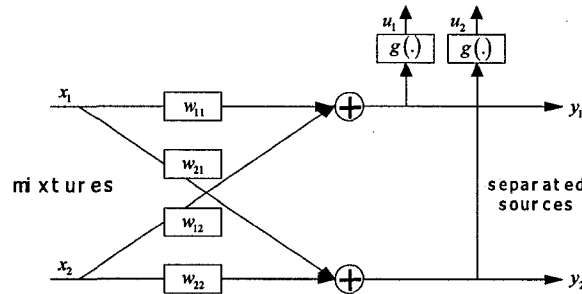 u₁ u₂
g(.) g(.)
x₁ w₁₁ y₁
w₂₁
mixtures separated
sources
w₁₂
x₂ w₂₂ y₂